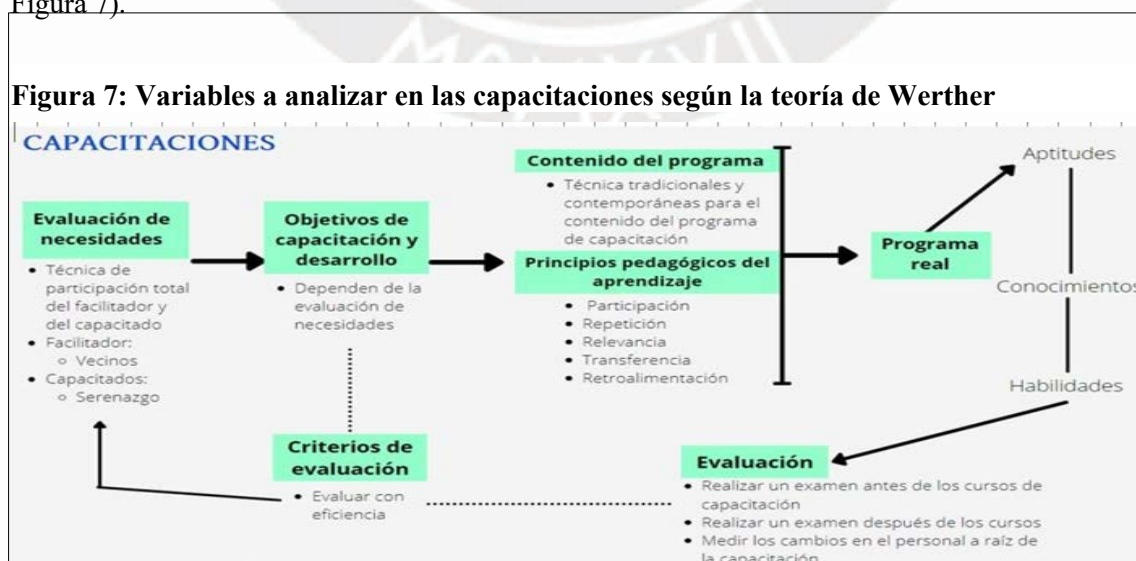 Figura 7).
MCMXVII
Figura 7: Variables a analizar en las capacitaciones según la teoría de Werther
CAPACITACIONES
Evaluación de
necesidades
• Técnica de
participación total
del facilitador y
del capacitado
• Facilitador:
○ Vecinos
• Capacitados:
○ Serenazgo
Objetivos de
capacitación y
desarrollo
• Dependen de la
evaluación de
necesidades
Contenido del programa
• Técnica tradicionales y
contemporáneas para el
contenido del programa
de capacitación
Principios pedagógicos del
aprendizaje
• Participación
• Repetición
• Relevancia
• Transferencia
• Retroalimentación
Programa
real
Aptitudes
Conocimientos
Habilidades
Criterios de
evaluación
• Evaluar con
eficiencia
Evaluación
• Realizar un examen antes de los cursos de
capacitación
• Realizar un examen después de los cursos
• Medir los cambios en el personal a raíz de
la capacitación